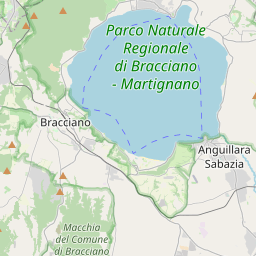 Parco Naturale
Regionale
di Bracciano
- Martignano
Bracciano
Anguillara
Sabazia
Macchia
del Comune
di Bracciano